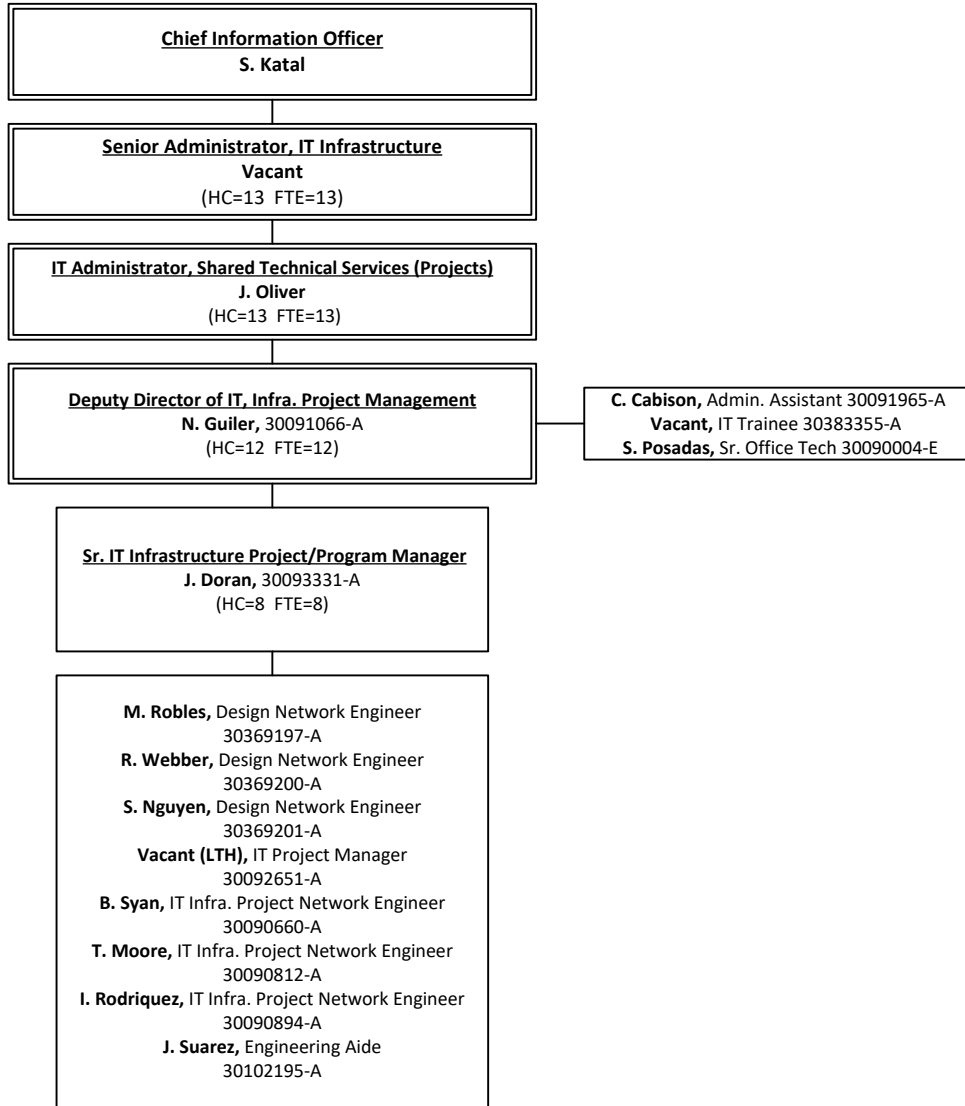 Chief Information Officer
S. Katal
Senior Administrator, IT Infrastructure
Vacant
(HC=13 FTE=13)
IT Administrator, Shared Technical Services (Projects)
J. Oliver
(HC=13 FTE=13)
Deputy Director of IT, Infra. Project Management
N. Guiler, 30091066-A
(HC=12 FTE=12)
C. Cabison, Admin. Assistant 30091965-A
Vacant, IT Trainee 30383355-A
S. Posadas, Sr. Office Tech 30090004-E
Sr. IT Infrastructure Project/Program Manager
J. Doran, 30093331-A
(HC=8 FTE=8)
M. Robles, Design Network Engineer
30369197-A
R. Webber, Design Network Engineer
30369200-A
S. Nguyen, Design Network Engineer
30369201-A
Vacant (LTH), IT Project Manager
30092651-A
B. Syan, IT Infra. Project Network Engineer
30090660-A
T. Moore, IT Infra. Project Network Engineer
30090812-A
I. Rodriquez, IT Infra. Project Network Engineer
30090894-A
J. Suarez, Engineering Aide
30102195-A